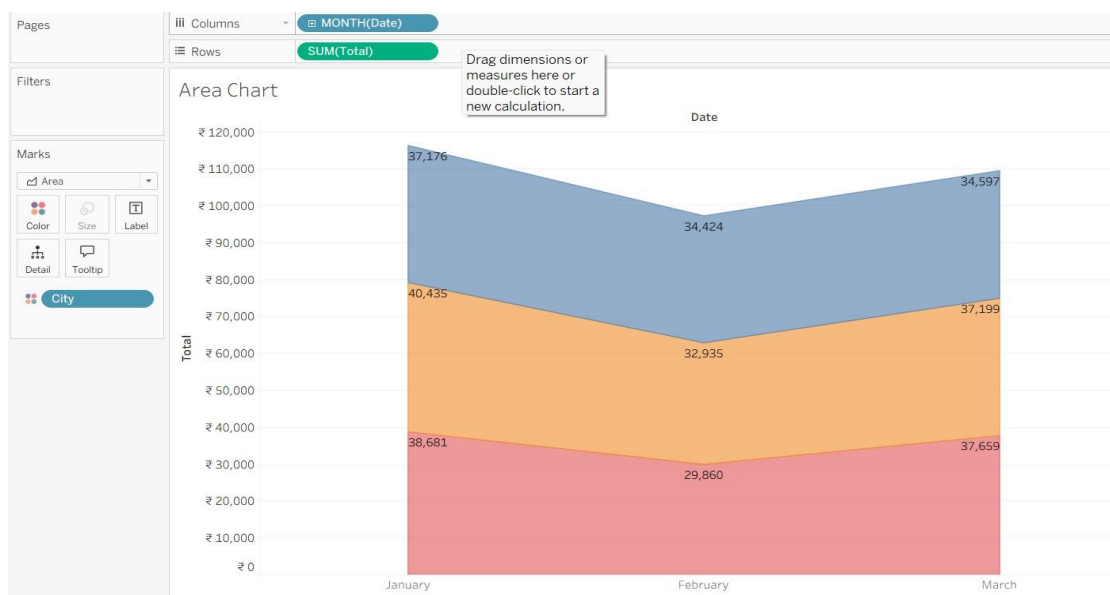 Pages
iii Columns
MONTH(Date)
Rows
SUM(Total)
Drag dimensions or
measures here or
double-click to start a
new calculation.
Filters
Marks
Area
Color
Size
Label
Detail
Tooltip
City
Area Chart
Date
Total
₹ 120,000
₹ 110,000
₹ 100,000
₹ 90,000
₹ 80,000
₹ 70,000
₹ 60,000
₹ 50,000
₹ 40,000
₹ 30,000
₹ 20,000
₹ 10,000
₹ 0
37,176
34,424
34,597
40,435
32,935
37,199
38,681
29,860
37,659
January
February
March